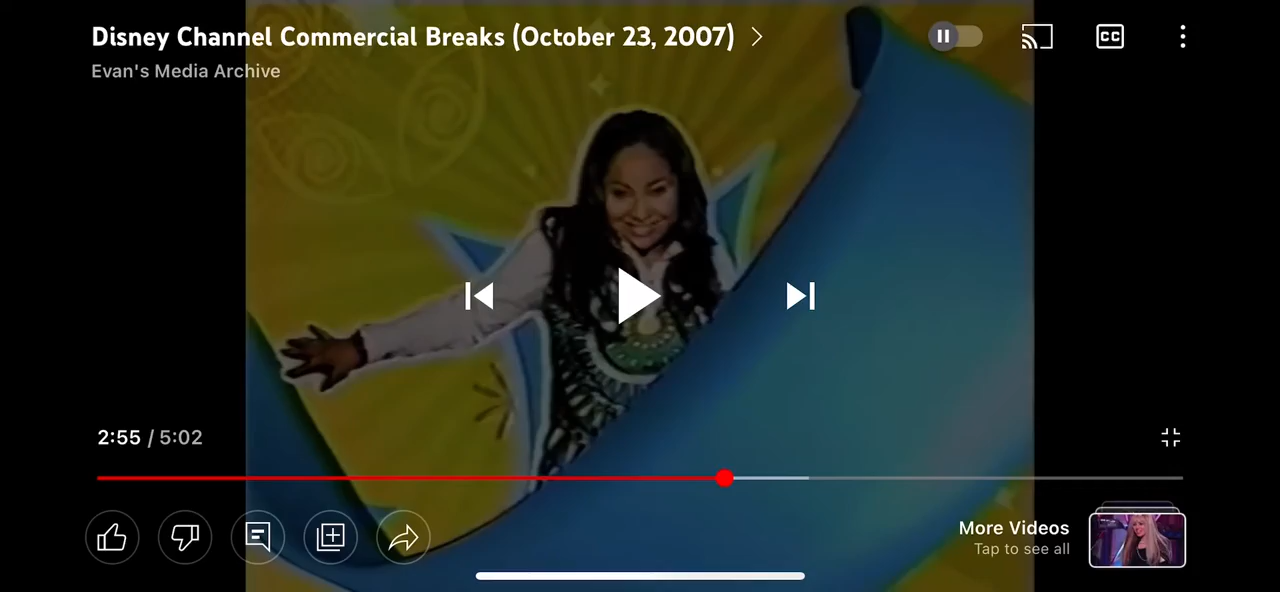 Disney Channel Commercial Breaks (October 23, 2007)
Evan's Media Archive
CC
2:55 / 5:02
More Videos
Tap to see all